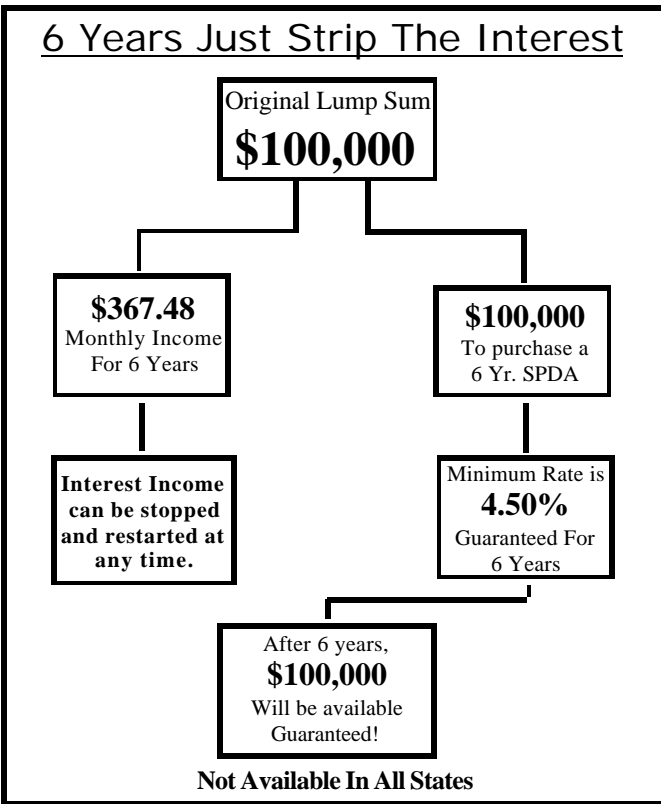 6 Years Just Strip The Interest
Original Lump Sum
$100,000
$367.48
Monthly Income
For 6 Years
$100,000
To purchase a
6 Yr. SPDA
Interest Income
can be stopped
and restarted at
any time.
Minimum Rate is
4.50%
Guaranteed For
6 Years
After 6 years,
$100,000
Will be available
Guaranteed!
Not Available In All States